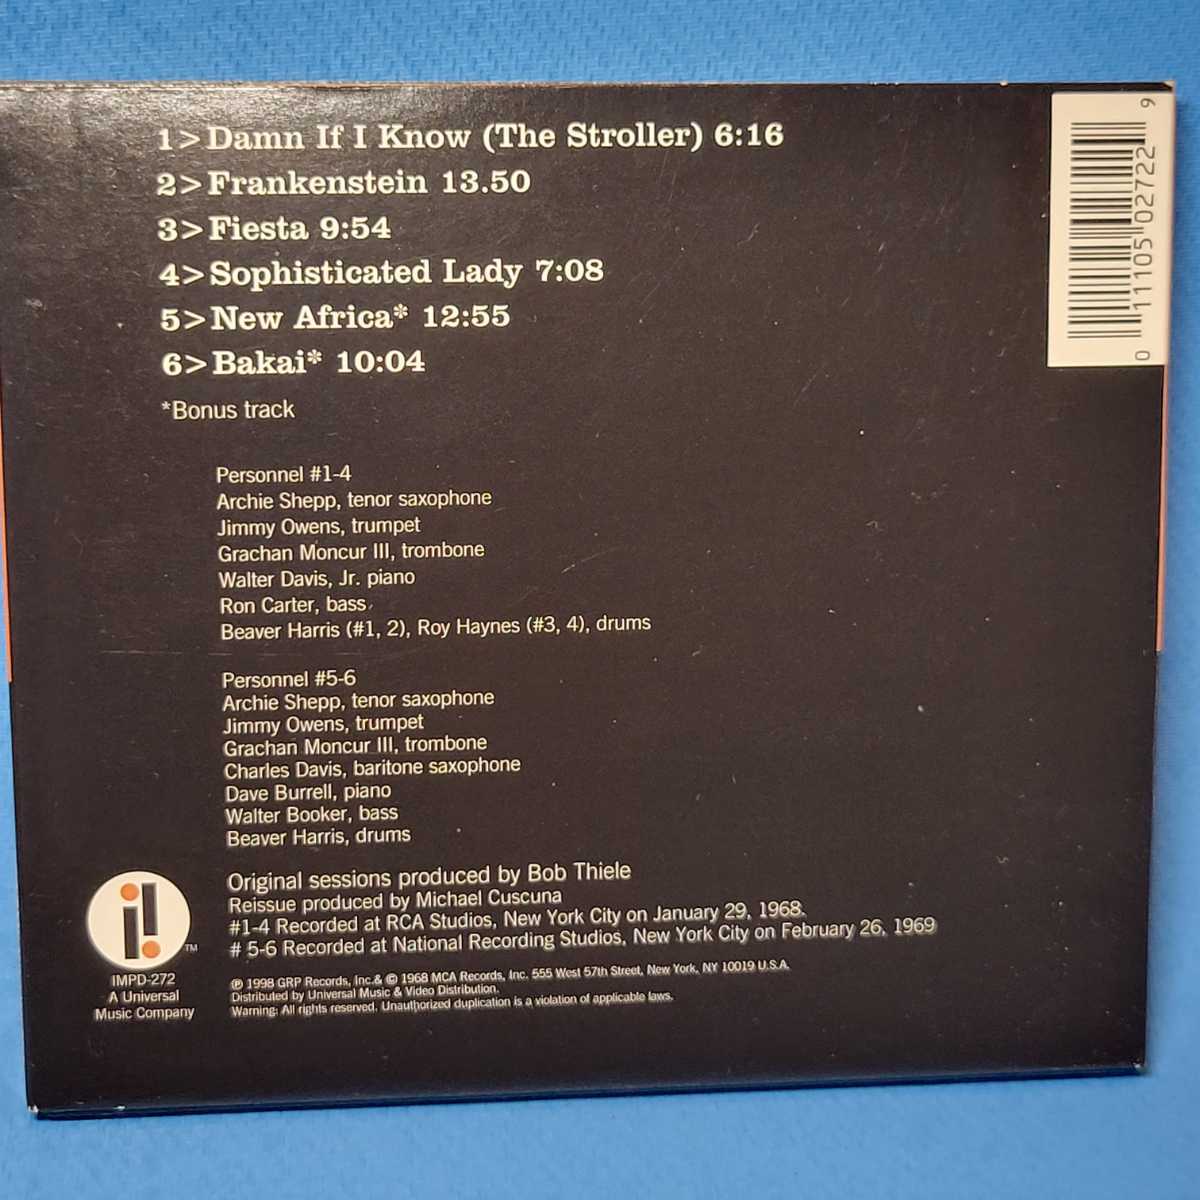 1> Damn If I Know (The Stroller) 6:16
2> Frankenstein 13.50
3> Fiesta 9:54
4> Sophisticated Lady 7:08
5> New Africa* 12:55
6> Bakai* 10:04
*Bonus track
Personnel #1-4
Archie Shepp, tenor saxophone
Jimmy Owens, trumpet
Grachan Moncur III, trombone
Walter Davis, Jr. piano
Ron Carter, bass
Beaver Harris (#1, 2), Roy Haynes (#3, 4), drums
Personnel #5-6
Archie Shepp, tenor saxophone
Jimmy Owens, trumpet
Grachan Moncur III, trombone
Charles Davis, baritone saxophone
Dave Burrell, piano
Walter Booker, bass
Beaver Harris, drums
Original sessions produced by Bob Thiele
Reissue produced by Michael Cuscuna
#1-4 Recorded at RCA Studios, New York City on January 29, 1968.
# 5-6 Recorded at National Recording Studios, New York City on February 26, 1969
℗ 1998 GRP Records, Inc.& © 1968 MCA Records, Inc. 555 West 57th Street, New York, NY 10019 U.S.A.
Distributed by Universal Music & Video Distribution.
Warning: All rights reserved. Unauthorized duplication is a violation of applicable laws.
TM
IMPD-272
A Universal
Music Company
0 11105 02722 9